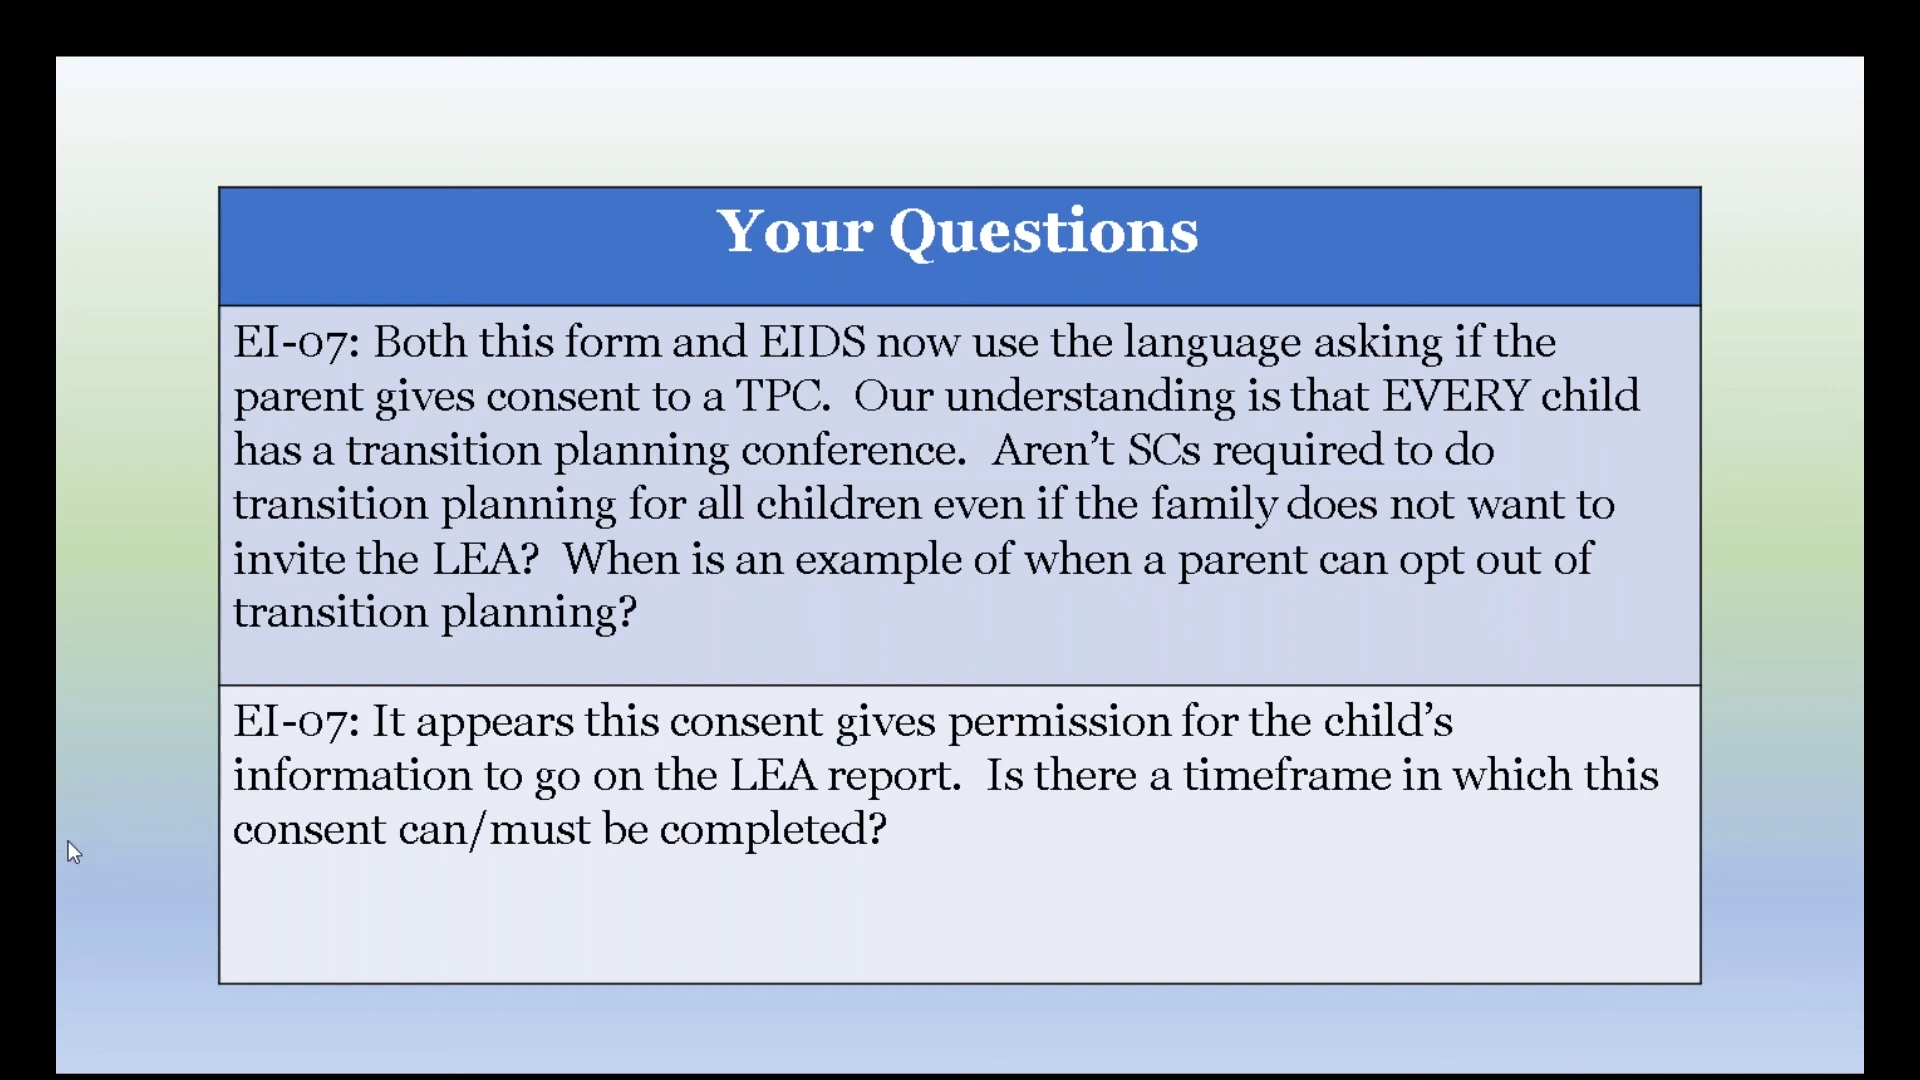 Your Questions
EI-07: Both this form and EIDS now use the language asking if the
parent gives consent to a TPC.  Our understanding is that EVERY child
has a transition planning conference.  Aren’t SCs required to do
transition planning for all children even if the family does not want to
invite the LEA?  When is an example of when a parent can opt out of
transition planning?
EI-07: It appears this consent gives permission for the child’s
information to go on the LEA report.  Is there a timeframe in which this
consent can/must be completed?